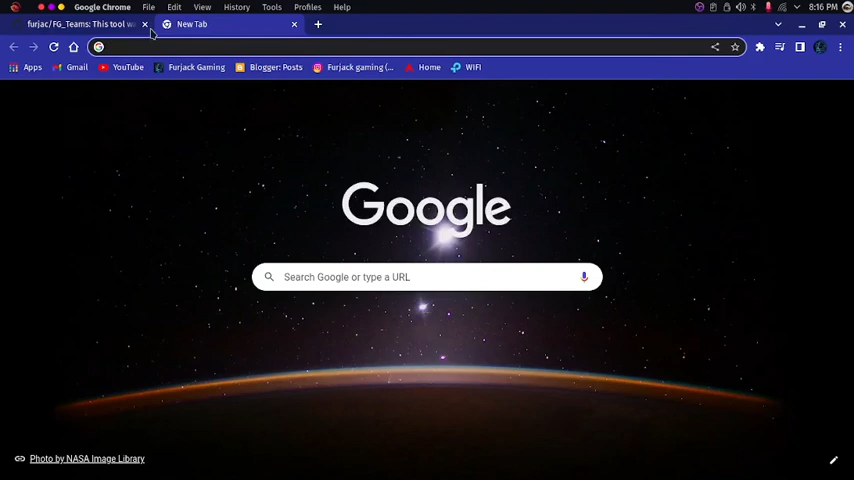 Google Chrome File Edit View History Tools Profiles Help 8:16 PM
furjac/FG_Teams: This tool wa New Tab
Apps Gmail YouTube Furjack Gaming Blogger: Posts Furjack gaming (... Home WIFI
Google
Search Google or type a URL
Photo by NASA Image Library